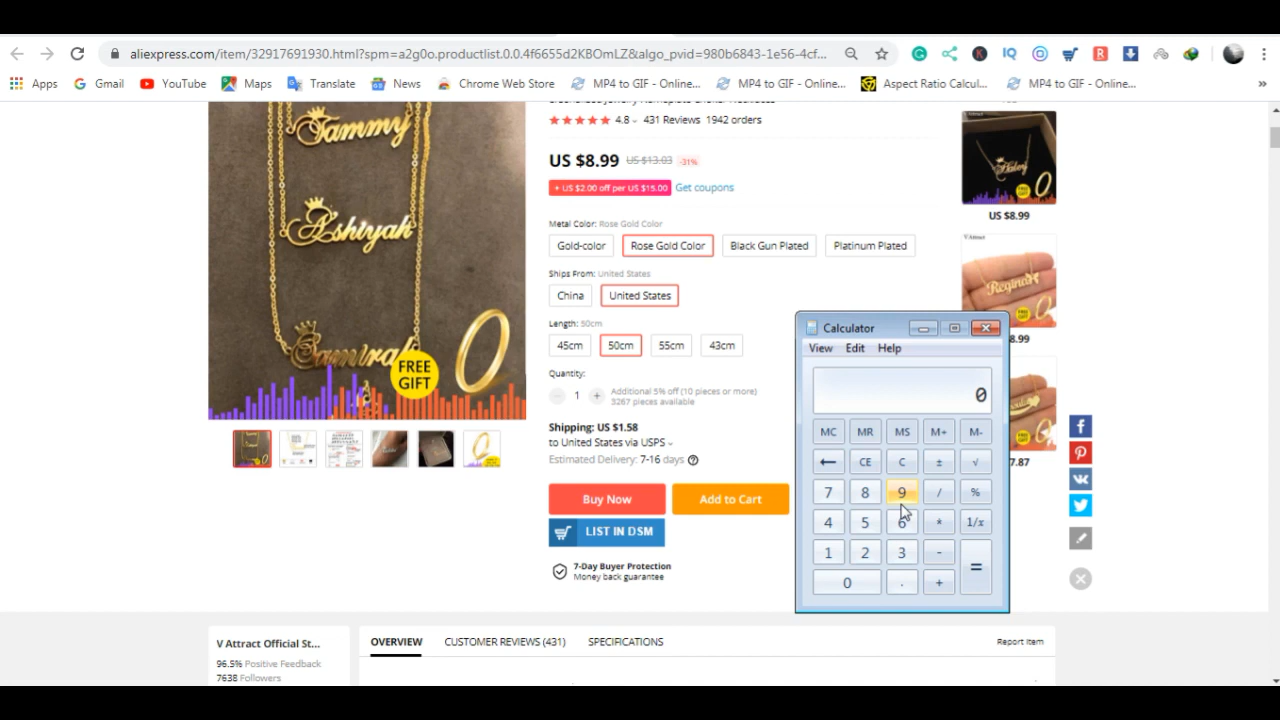 aliexpress.com/item/32917691930.html?spm=a2g0o.productlist.0.0.4f6655d2KBOmLZ&algo_pvid=980b6843-1e56-4cf...
Apps Gmail YouTube Maps Translate News Chrome Web Store MP4 to GIF - Online... MP4 to GIF - Online... Aspect Ratio Calcul... MP4 to GIF - Online... »
Tammy
Ashiyah
Samirah
FREE
GIFT
4.8 431 Reviews 1942 orders
US $8.99 US $13.03 -31%
+ US $2.00 off per US $15.00 Get coupons
Metal Color: Rose Gold Color
Gold-color Rose Gold Color Black Gun Plated Platinum Plated
Ships From: United States
China United States
Length: 50cm
45cm 50cm 55cm 43cm
Quantity:
- 1 + Additional 5% off (10 pieces or more)
3267 pieces available
Shipping: US $1.58
to United States via USPS
Estimated Delivery: 7-16 days
Buy Now Add to Cart
LIST IN DSM
7-Day Buyer Protection
Money back guarantee
US $8.99
Regina
8.99
7.87
Calculator
View Edit Help
0
MC MR MS M+ M-
← CE C ± √
7 8 9 / %
4 5 6 * 1/x
1 2 3 - =
0 . +
V Attract Official St...
96.5% Positive Feedback
7638 Followers
OVERVIEW CUSTOMER REVIEWS (431) SPECIFICATIONS Report Item